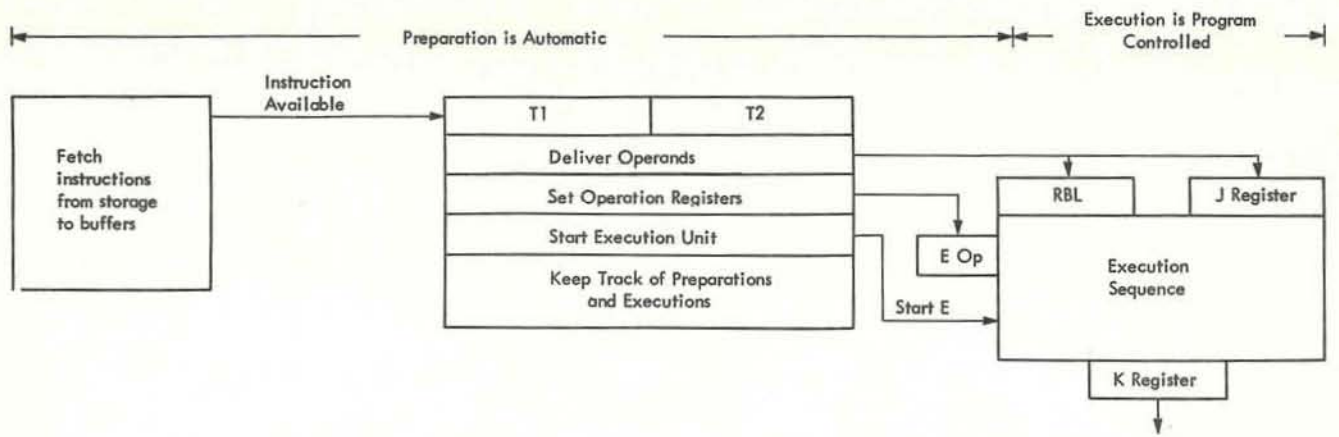 Preparation is Automatic
Execution is Program
Controlled
Instruction
Available
Fetch
instructions
from storage
to buffers
T1
T2
Deliver Operands
Set Operation Registers
Start Execution Unit
Keep Track of Preparations
and Executions
RBL
J Register
E Op
Execution
Sequence
Start E
K Register